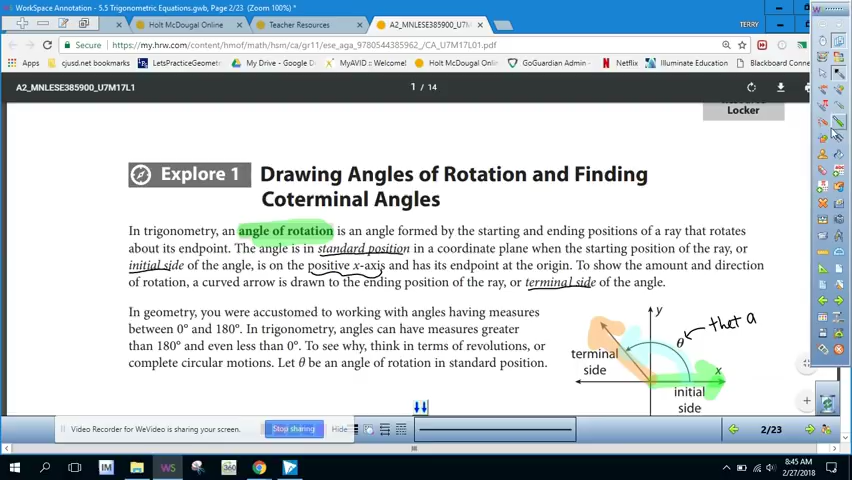 WorkSpace Annotation - 5.5 Trigonometric Equations.gwb, Page 2/23 (Zoom 200%) *
Holt McDougal Online
Teacher Resources
A2_MNLESE385900_U7M
TERRY
Secure
https://my.hrw.com/content/hmof/math/hsm/ca/gr11/ese_aga_9780544385962_/CA_U7M17L01.pdf
Apps
cjusd.net bookmarks
LetsPracticeGeometr
My Drive - Google D
MyAVID :: Welcome!
Holt McDougal Onlin
GoGuardian Admin -
Netflix
Illuminate Education
Blackboard Connec
A2_MNLESE385900_U7M17L1
1 / 14
Resource
Locker
Explore 1
Drawing Angles of Rotation and Finding
Coterminal Angles
In trigonometry, an angle of rotation is an angle formed by the starting and ending positions of a ray that rotates
about its endpoint. The angle is in standard position in a coordinate plane when the starting position of the ray, or
initial side of the angle, is on the positive x-axis and has its endpoint at the origin. To show the amount and direction
of rotation, a curved arrow is drawn to the ending position of the ray, or terminal side of the angle.
In geometry, you were accustomed to working with angles having measures
between 0° and 180°. In trigonometry, angles can have measures greater
than 180° and even less than 0°. To see why, think in terms of revolutions, or
complete circular motions. Let θ be an angle of rotation in standard position.
y
theta
θ
terminal
side
x
initial
side
Video Recorder for WeVideo is sharing your screen.
Stop sharing
Hide
2/23
IM
WS
360
8:45 AM
2/27/2018